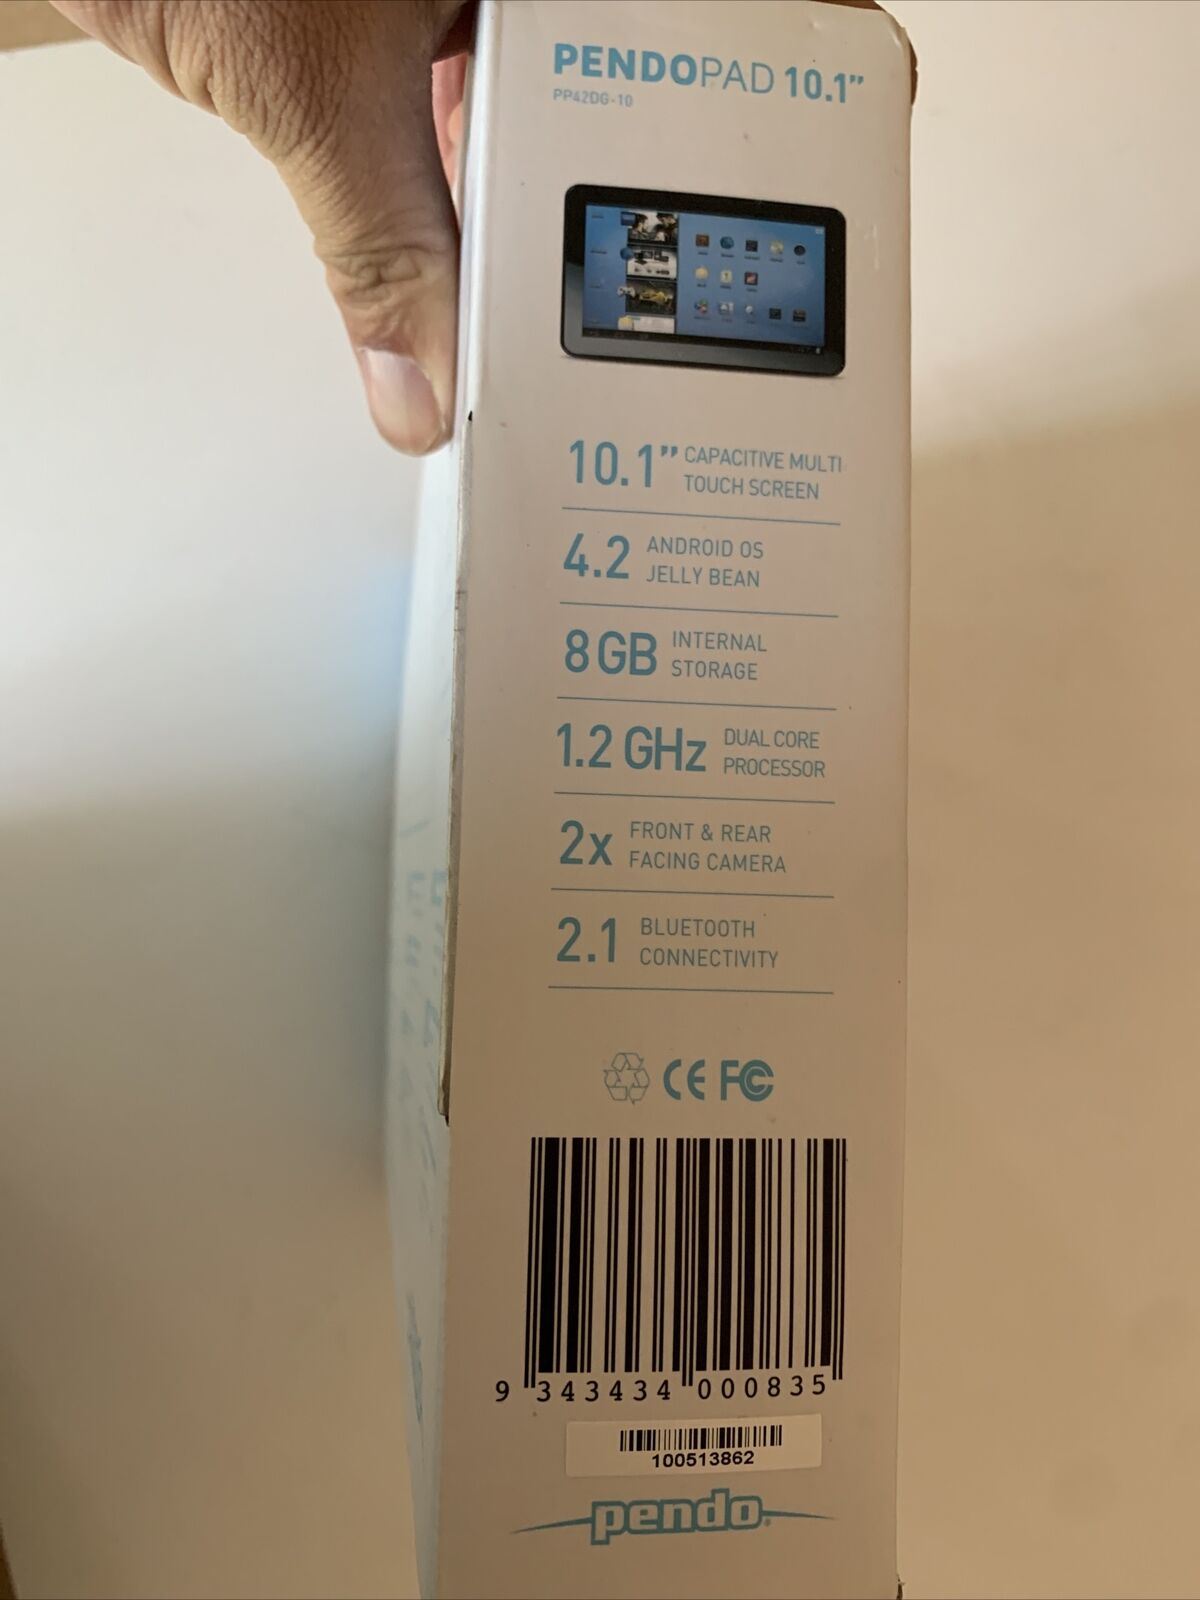 PENDOPAD 10.1"
PP42DG-10
10.1" CAPACITIVE MULTI
TOUCH SCREEN
4.2 ANDROID OS
JELLY BEAN
8GB INTERNAL
STORAGE
1.2 GHz DUAL CORE
PROCESSOR
2x FRONT & REAR
FACING CAMERA
2.1 BLUETOOTH
CONNECTIVITY
CE FC
9 343434 000835
100513862
pendo